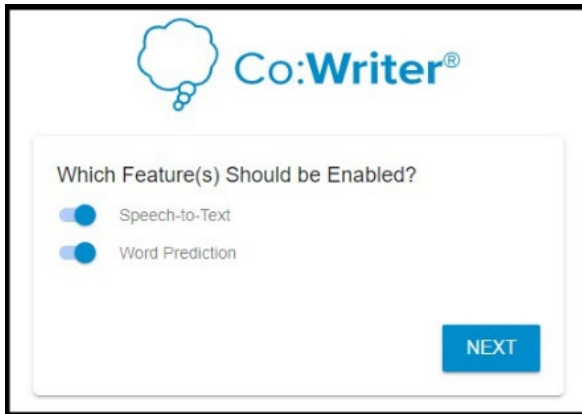 Co:Writer®
Which Feature(s) Should be Enabled?
Speech-to-Text
Word Prediction
NEXT